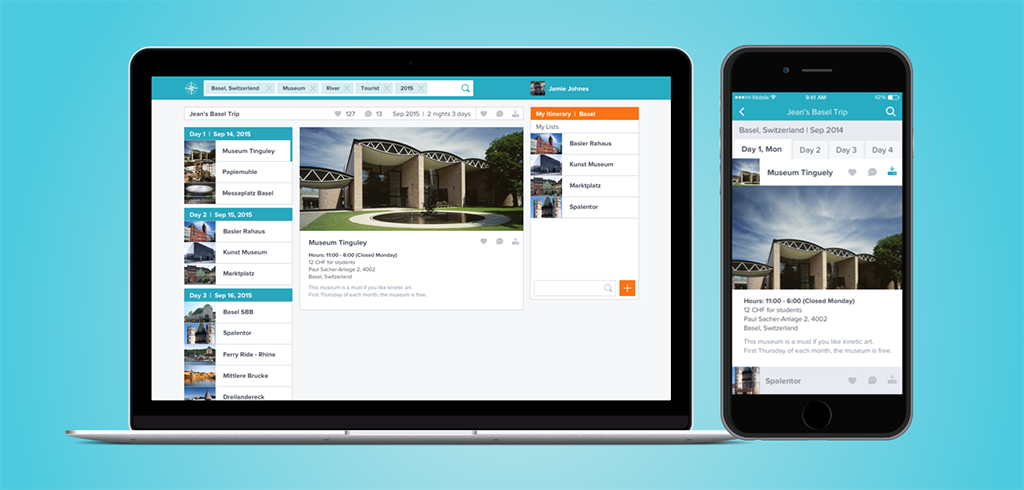 Basel, Switzerland × Museum × River × Tourist × 2015 ×
Jamie Johnes
Jean's Basel Trip 127 13 Sep 2015 | 2 nights 3 days
Day 1 | Sep 14, 2015
Museum Tinguley
Papiemuhle
Messeplatz Basel
Day 2 | Sep 15, 2015
Basler Rahaus
Kunst Museum
Marktplatz
Day 3 | Sep 16, 2015
Basel SBB
Spalentor
Ferry Ride - Rhine
Mittlere Brucke
Dreilandereck
Museum Tinguley
Hours: 11:00 - 6:00 (Closed Monday)
12 CHF for students
Paul Sacher-Anlage 2, 4002
Basel, Switzerland
This museum is a must if you like kinetic art.
First Thursday of each month, the museum is free.
My Itinerary | Basel
My Lists
Basler Rahaus
Kunst Museum
Marktplatz
Spalentor
+
Mobile 9:41 AM 42%
Jean's Basel Trip
Basel, Switzerland | Sep 2014
Day 1, Mon Day 2 Day 3 Day 4
Museum Tinguely
Hours: 11:00 - 6:00 (Closed Monday)
12 CHF for students
Paul Sacher-Anlage 2, 4002
Basel, Switzerland
This museum is a must if you like kinetic art.
First Thursday of each month, the museum is free.
Spalentor